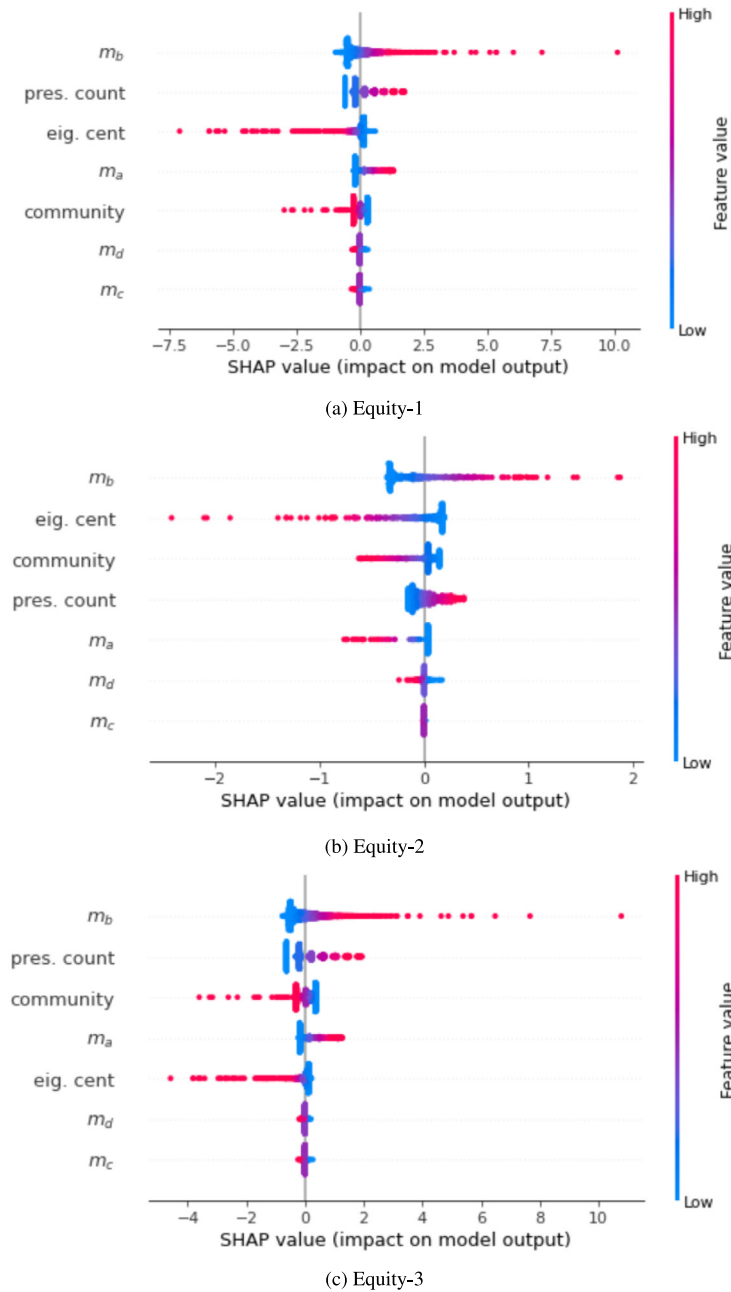 High
m_b
pres. count
eig. cent
m_a
community
m_d
m_c
Feature value
Low
−7.5 −5.0 −2.5 0.0 2.5 5.0 7.5 10.0
SHAP value (impact on model output)
(a) Equity-1
High
m_b
eig. cent
community
pres. count
m_a
m_d
m_c
Feature value
Low
−2 −1 0 1 2
SHAP value (impact on model output)
(b) Equity-2
High
m_b
pres. count
community
m_a
eig. cent
m_d
m_c
Feature value
Low
−4 −2 0 2 4 6 8 10
SHAP value (impact on model output)
(c) Equity-3